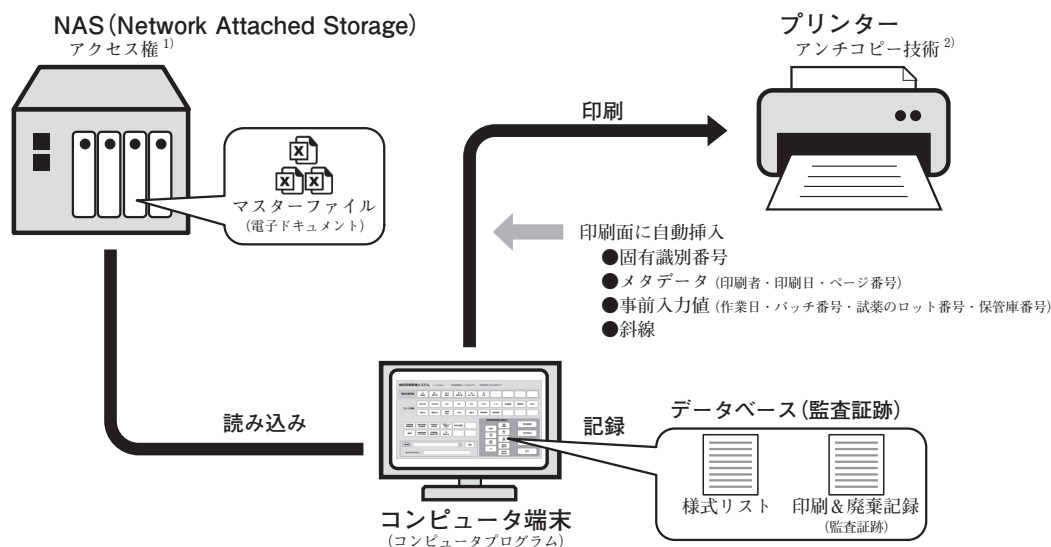 NAS(Network Attached Storage)
アクセス権 1)
マスターファイル
(電子ドキュメント)
プリンター
アンチコピー技術 2)
印刷
印刷面に自動挿入
●固有識別番号
●メタデータ (印刷者・印刷日・ページ番号)
●事前入力値 (作業日・バッチ番号・試薬のロット番号・保管庫番号)
●斜線
読み込み
コンピュータ端末
(コンピュータプログラム)
記録
データベース(監査証跡)
様式リスト
印刷&廃棄記録
(監査証跡)